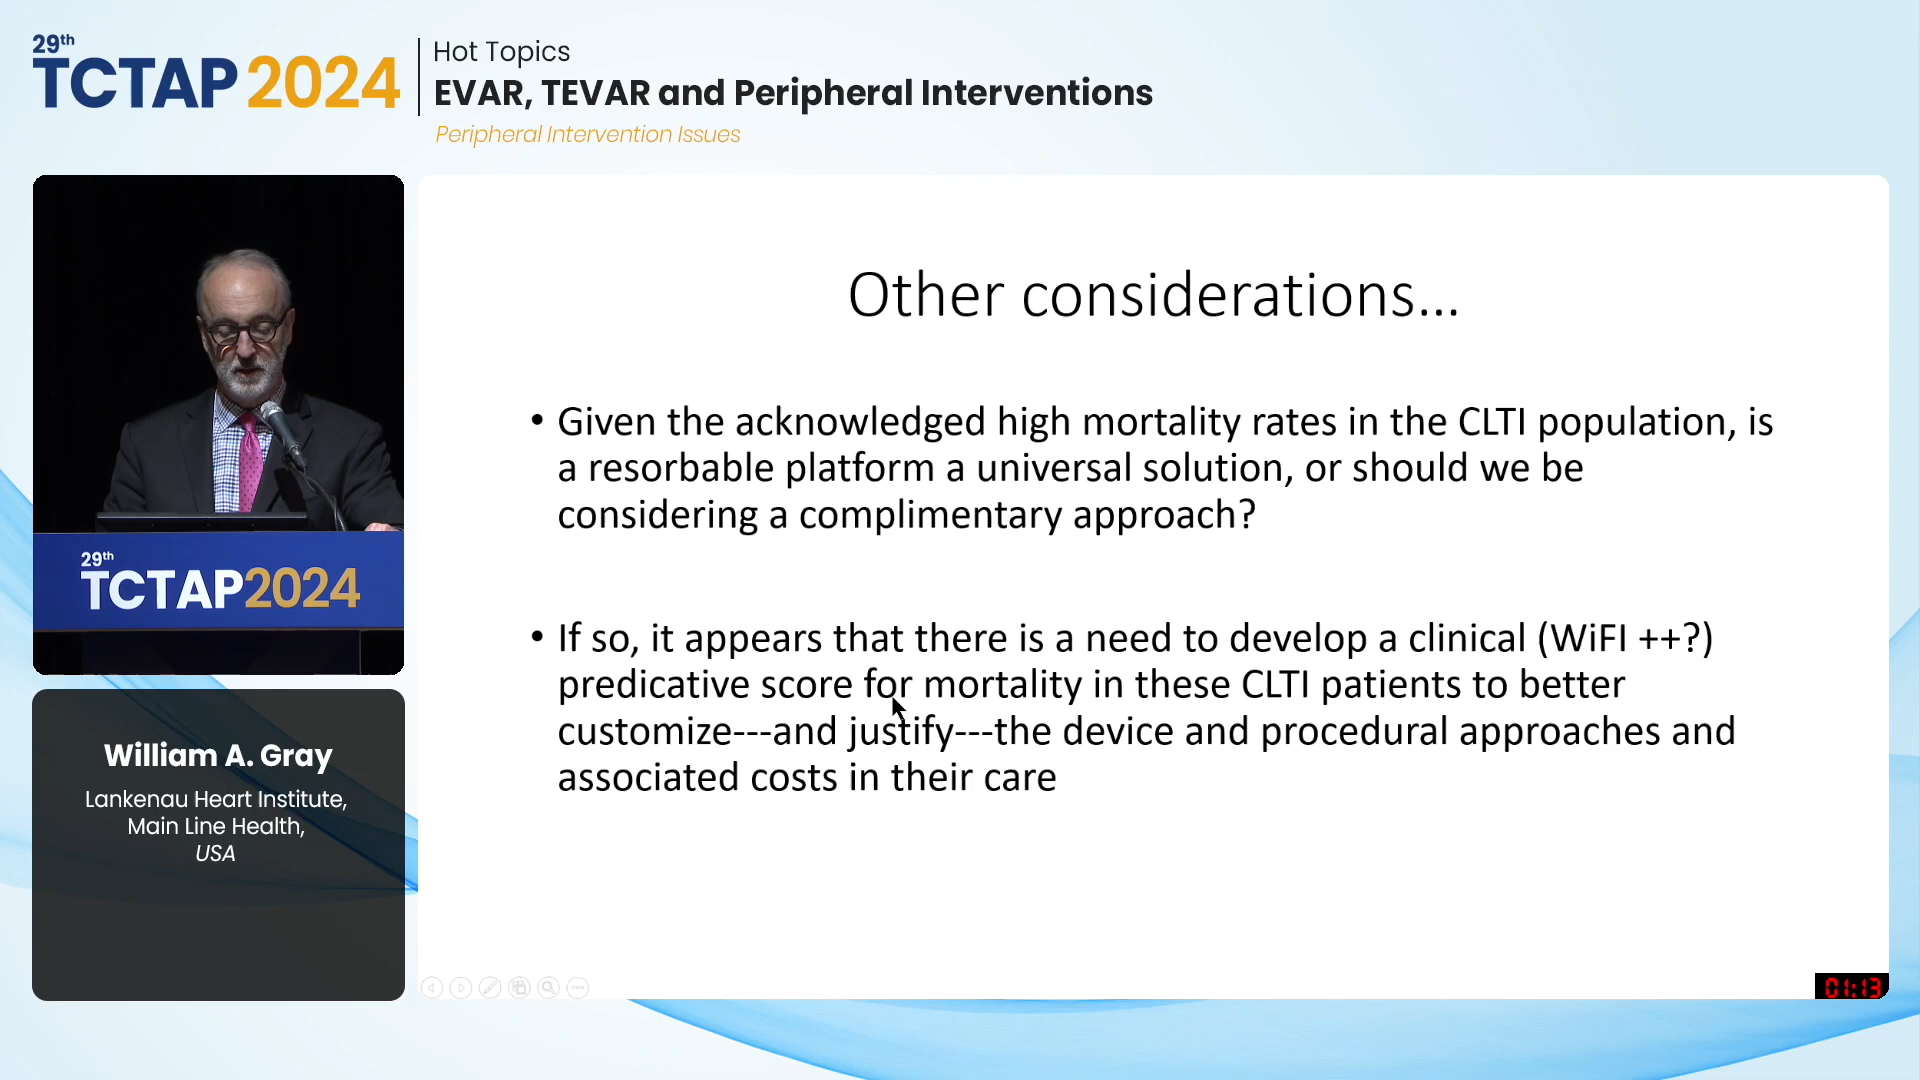 29th
TCTAP 2024
Hot Topics
EVAR, TEVAR and Peripheral Interventions
Peripheral Intervention Issues
29th
TCTAP2024
William A. Gray
Lankenau Heart Institute,
Main Line Health,
USA
Other considerations...
• Given the acknowledged high mortality rates in the CLTI population, is
a resorbable platform a universal solution, or should we be
considering a complimentary approach?
• If so, it appears that there is a need to develop a clinical (WiFI ++?)
predicative score for mortality in these CLTI patients to better
customize---and justify---the device and procedural approaches and
associated costs in their care
01:13